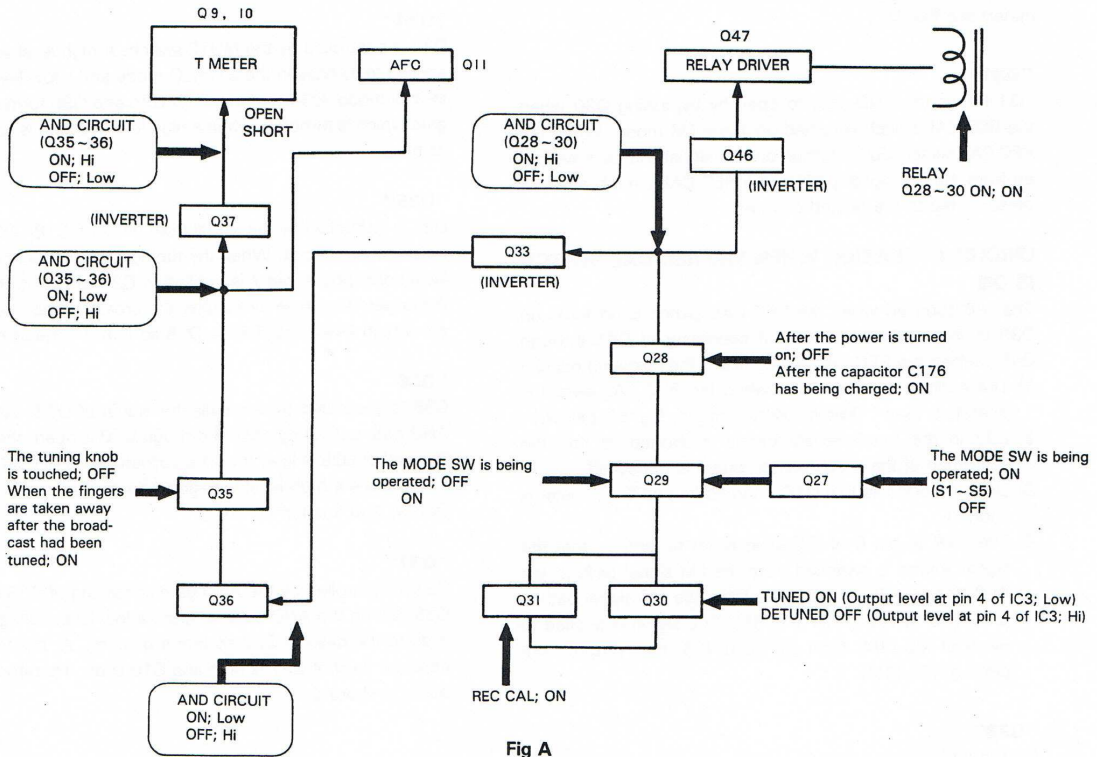 Q9, 10
T METER
OPEN
SHORT
AFC
Q11
Q47
RELAY DRIVER
AND CIRCUIT
(Q35~36)
ON; Hi
OFF; Low
AND CIRCUIT
(Q28~30)
ON; Hi
OFF; Low
Q46
(INVERTER)
RELAY
Q28~30 ON; ON
(INVERTER)
Q37
Q33
(INVERTER)
AND CIRCUIT
(Q35~36)
ON; Low
OFF; Hi
Q28
After the power is turned
on; OFF
After the capacitor C176
has being charged; ON
The tuning knob
is touched; OFF
When the fingers
are taken away
after the broad-
cast had been
tuned; ON
Q35
The MODE SW is being
operated; OFF
ON
Q29
Q27
The MODE SW is being
operated; ON
(S1~S5)
OFF
Q36
Q31
Q30
TUNED ON (Output level at pin 4 of IC3; Low)
DETUNED OFF (Output level at pin 4 of IC3; Hi)
REC CAL; ON
AND CIRCUIT
ON; Low
OFF; Hi
Fig A